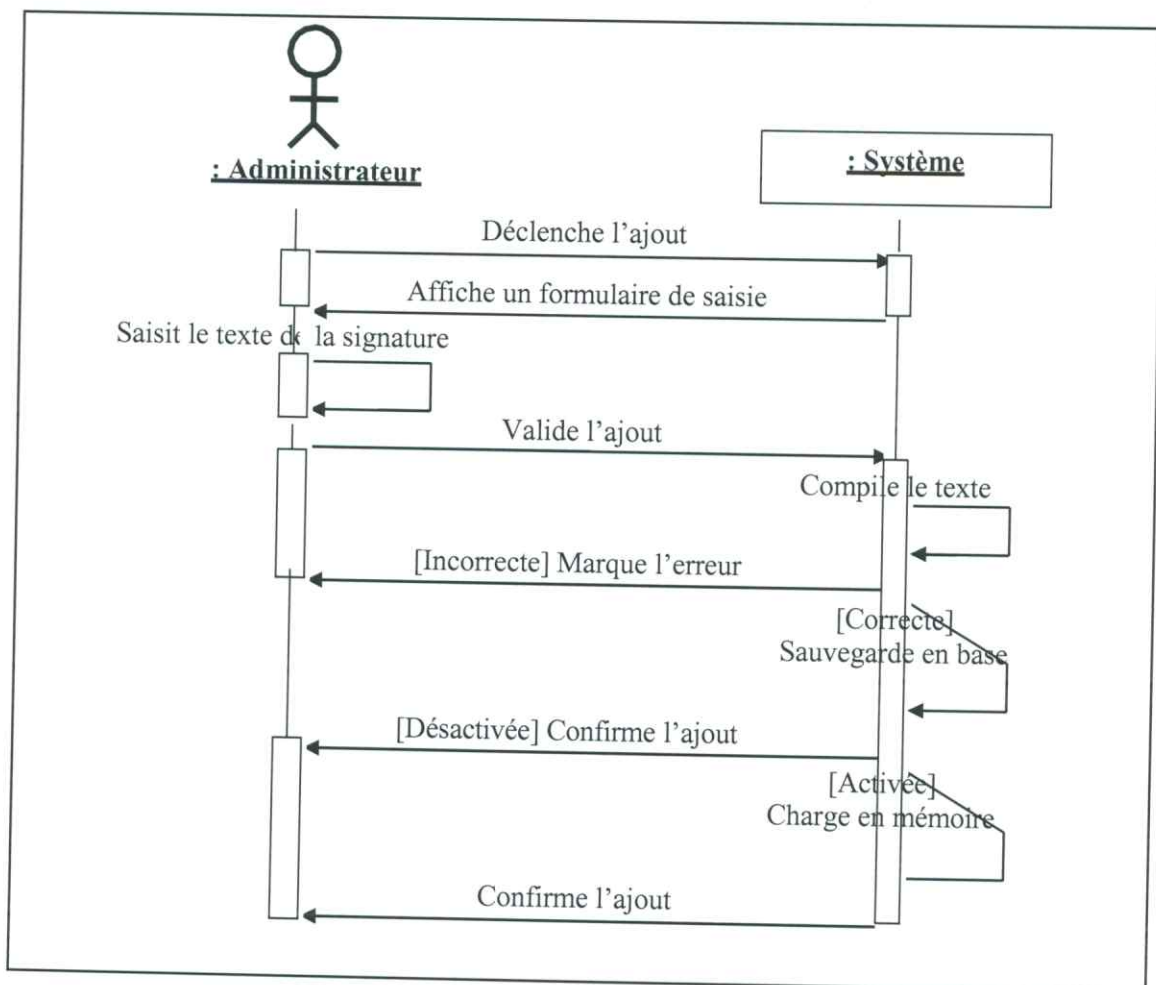 : Administrateur
: Système
Déclenche l'ajout
Affiche un formulaire de saisie
Saisit le texte de la signature
Valide l'ajout
Compile le texte
[Incorrecte] Marque l'erreur
[Correcte]
Sauvegarde en base
[Désactivée] Confirme l'ajout
[Activée]
Charge en mémoire
Confirme l'ajout